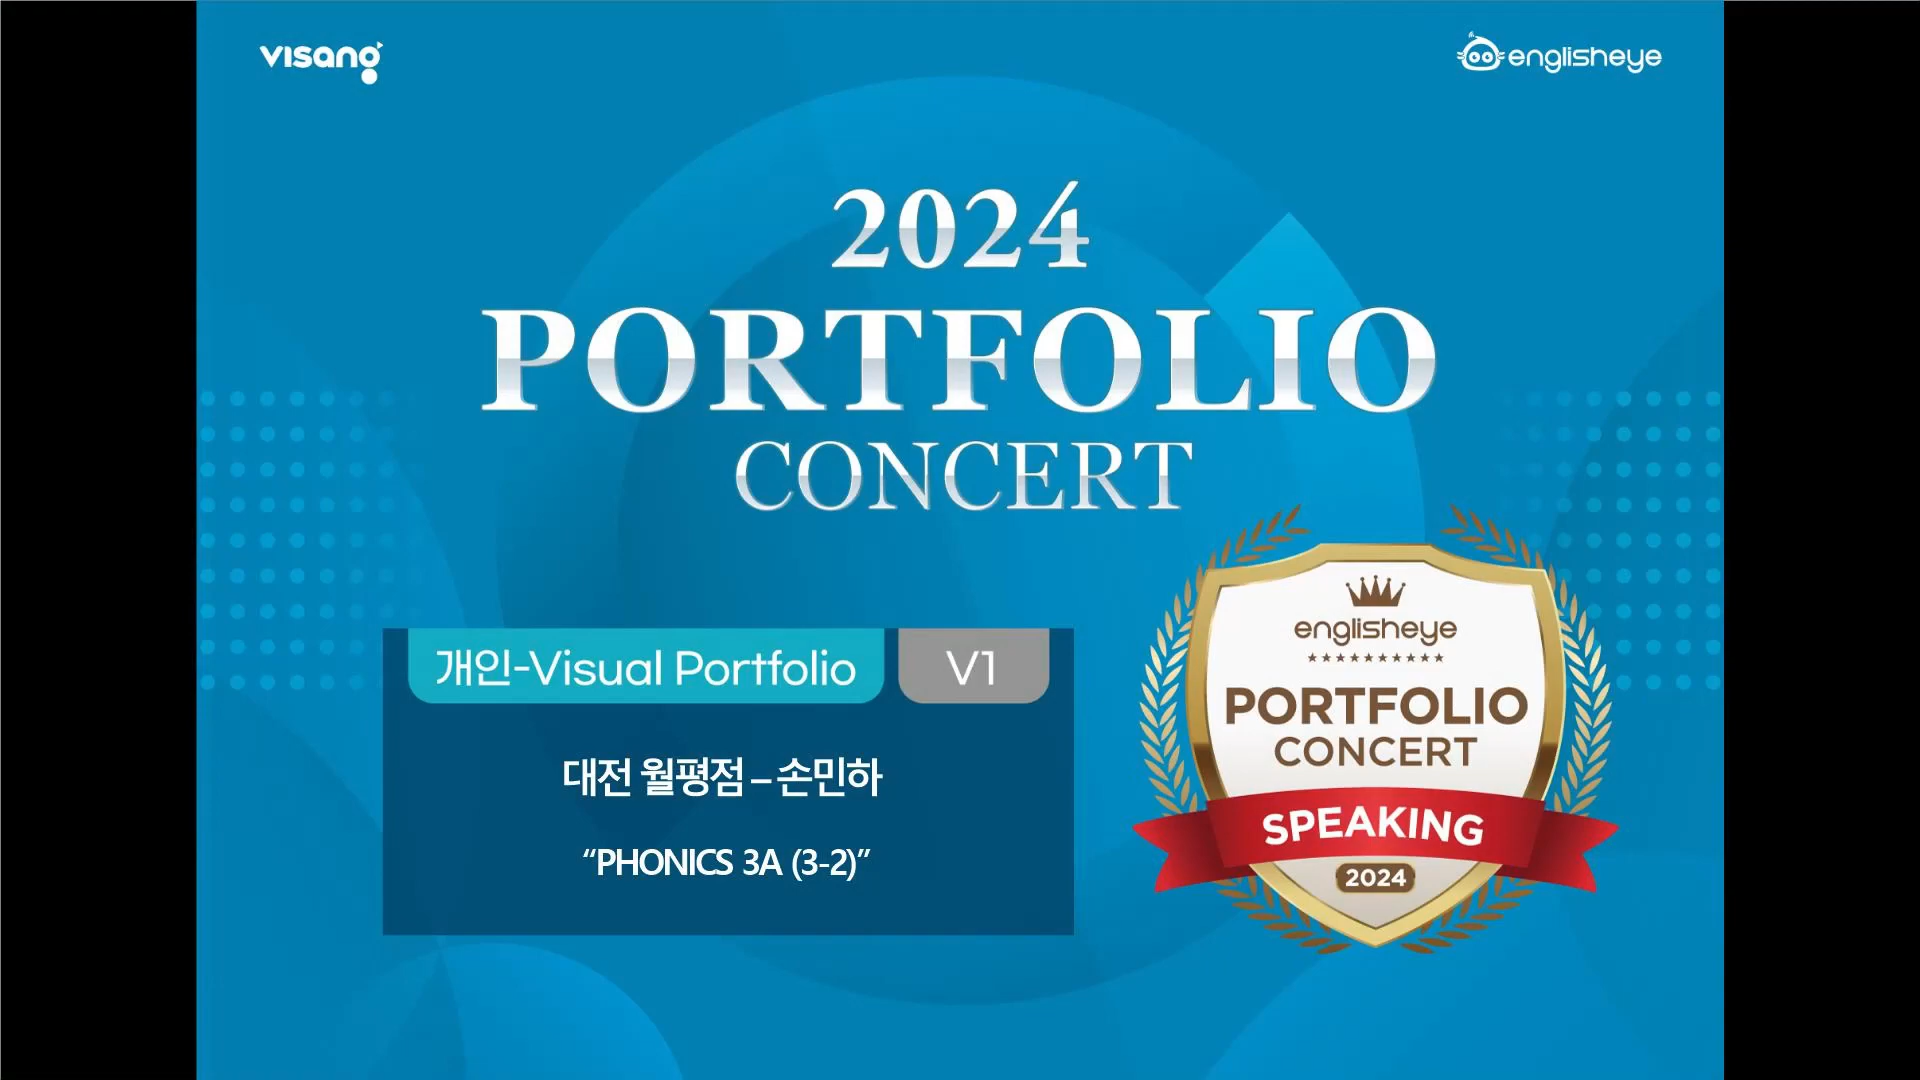 visang
englisheye
2024
PORTFOLIO
CONCERT
개인-Visual Portfolio
V1
대전 월평점 – 손민하
“PHONICS 3A (3-2)”
englisheye
PORTFOLIO
CONCERT
SPEAKING
2024